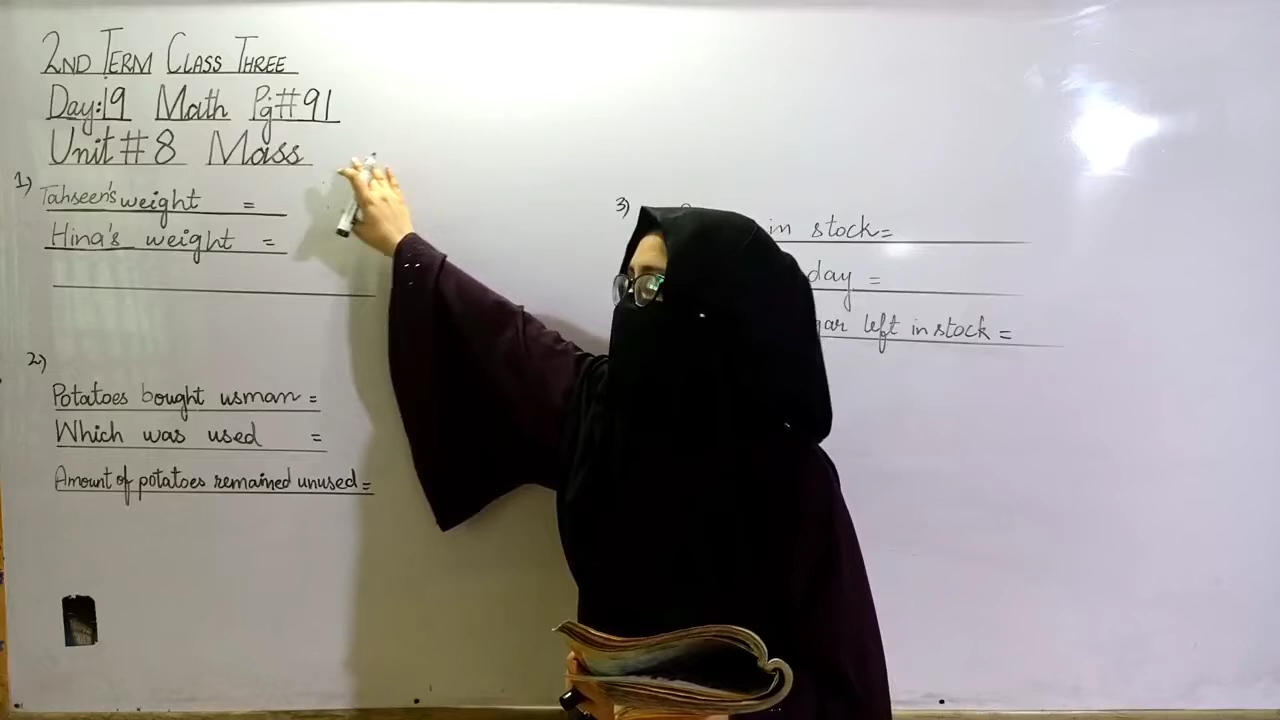 2ND TERM CLASS THREE
Day:19 Math Pg#91
Unit #8 Mass
1)
Tahseen's weight =
Hina's weight =
2)
Potatoes bought usman =
Which was used =
Amount of potatoes remained unused =
3)
in stock=
day =
left in stock =